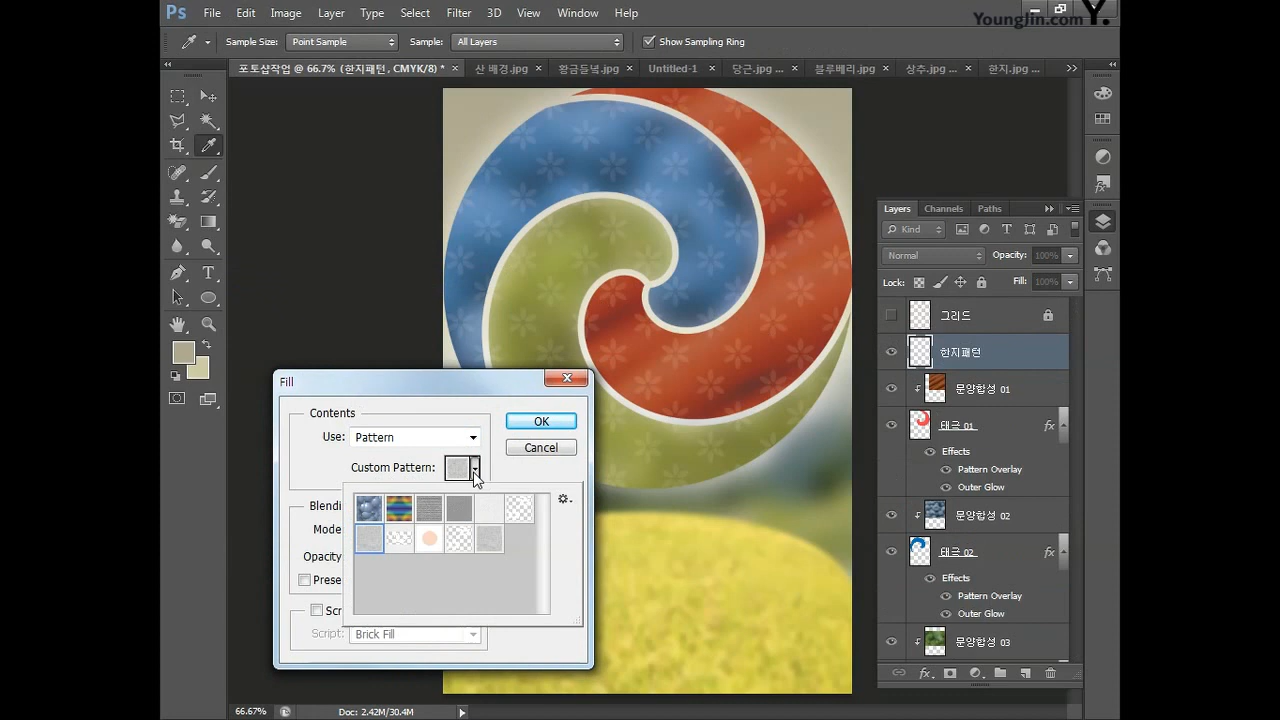 Ps File Edit Image Layer Type Select Filter 3D View Window Help
YoungJin.com Y.
Sample Size: Point Sample Sample: All Layers Show Sampling Ring
포토샵작업 @ 66.7% (한지패턴, CMYK/8) * × 산 배경.jpg × 황금들녘.jpg × Untitled-1 × 당근.jpg ... × 블루베리.jpg × 상추.jpg ... × 한지.jpg ...
Layers Channels Paths
Kind
Normal Opacity: 100%
Lock: Fill: 100%
그리드
한지패턴
문양합성 01
태극 01 fx
Effects
Pattern Overlay
Outer Glow
문양합성 02
태극 02 fx
Effects
Pattern Overlay
Outer Glow
문양합성 03
Fill
Contents
OK
Use: Pattern
Cancel
Custom Pattern:
Blendi
Mode
Opacity
Prese
Scr
Script: Brick Fill
66.67% Doc: 2.42M/30.4M